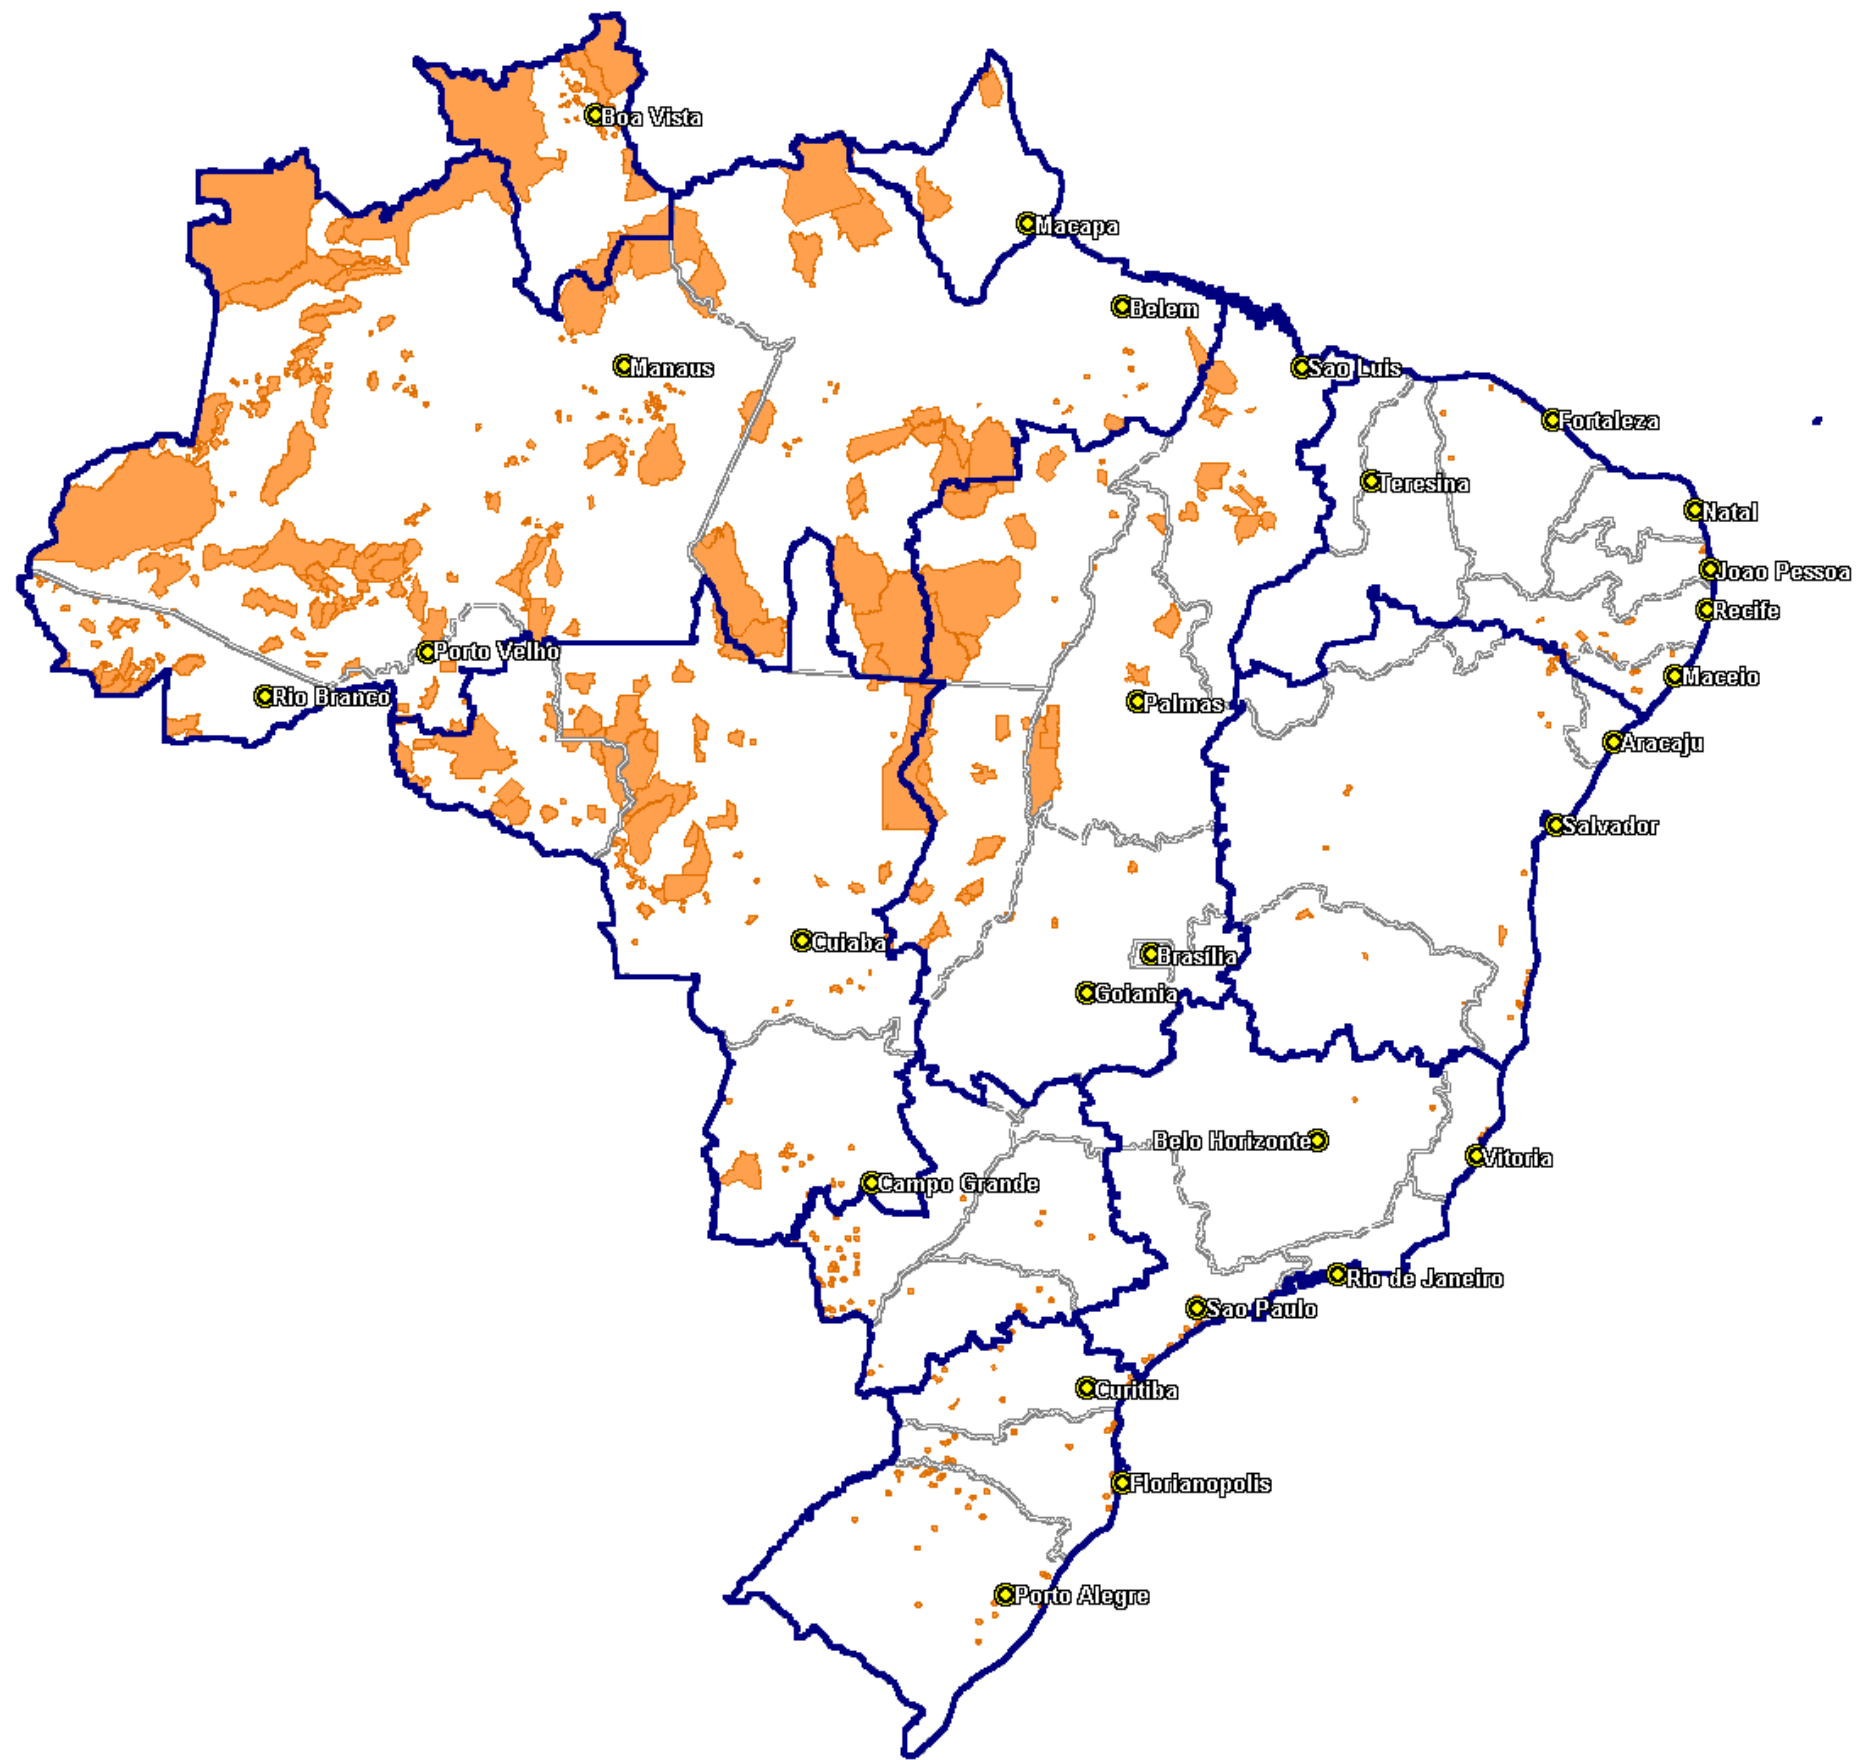 Boa Vista
Macapa
Belem
Manaus
Sao Luis
Fortaleza
Teresina
Natal
Joao Pessoa
Recife
Porto Velho
Maceio
Rio Branco
Palmas
Aracaju
Salvador
Cuiaba
Brasília
Goiania
Belo Horizonte
Vitoria
Campo Grande
Rio de Janeiro
Sao Paulo
Curitiba
Florianopolis
Porto Alegre